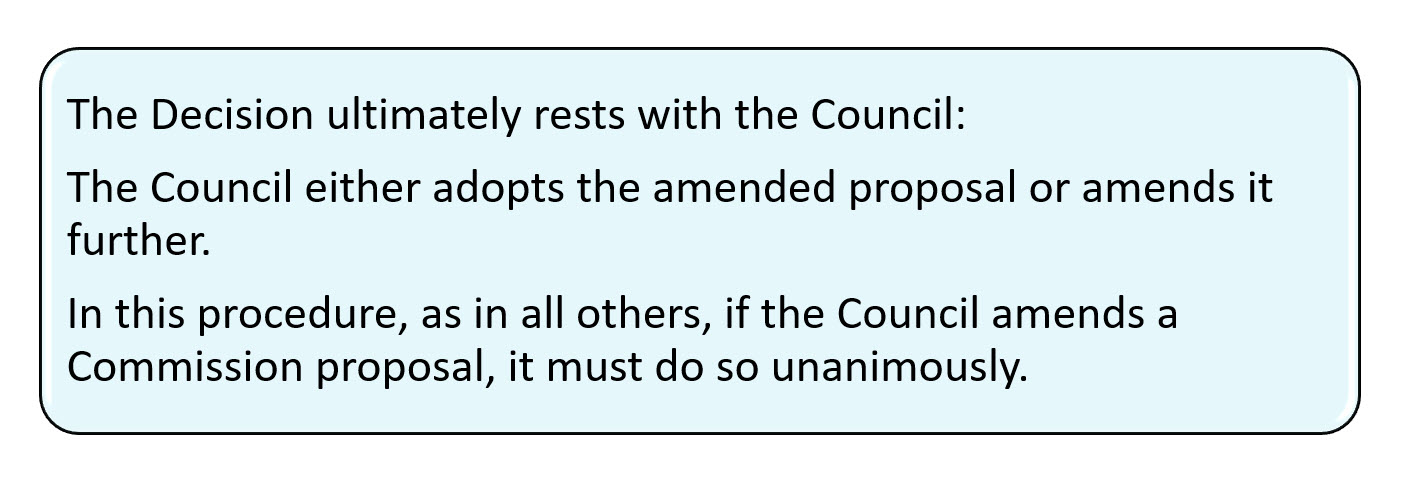 The Decision ultimately rests with the Council:
The Council either adopts the amended proposal or amends it
further.
In this procedure, as in all others, if the Council amends a
Commission proposal, it must do so unanimously.